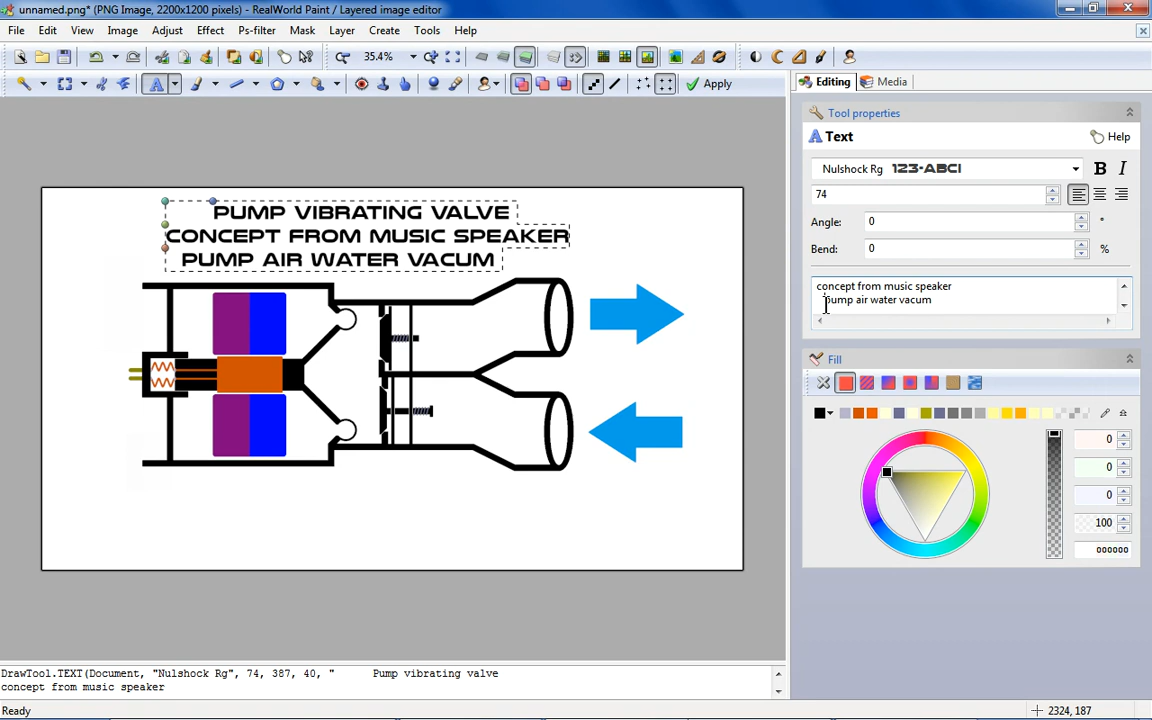 unnamed.png* (PNG Image, 2200x1200 pixels) - RealWorld Paint / Layered image editor
File Edit View Image Adjust Effect Ps-filter Mask Layer Creator Tools Help
35.4%
Apply
Editing Media
Tool properties
Text Help
Nulshock Rg 123-ABCI B I
74
Angle: 0 °
Bend: 0 %
concept from music speaker
pump air water vacum
Fill
0
0
0
100
000000
PUMP VIBRATING VALVE
CONCEPT FROM MUSIC SPEAKER
PUMP AIR WATER VACUM
DrawTool.TEXT(Document, "Nulshock Rg", 74, 387, 40, " Pump vibrating valve
concept from music speaker
Ready 2324, 187